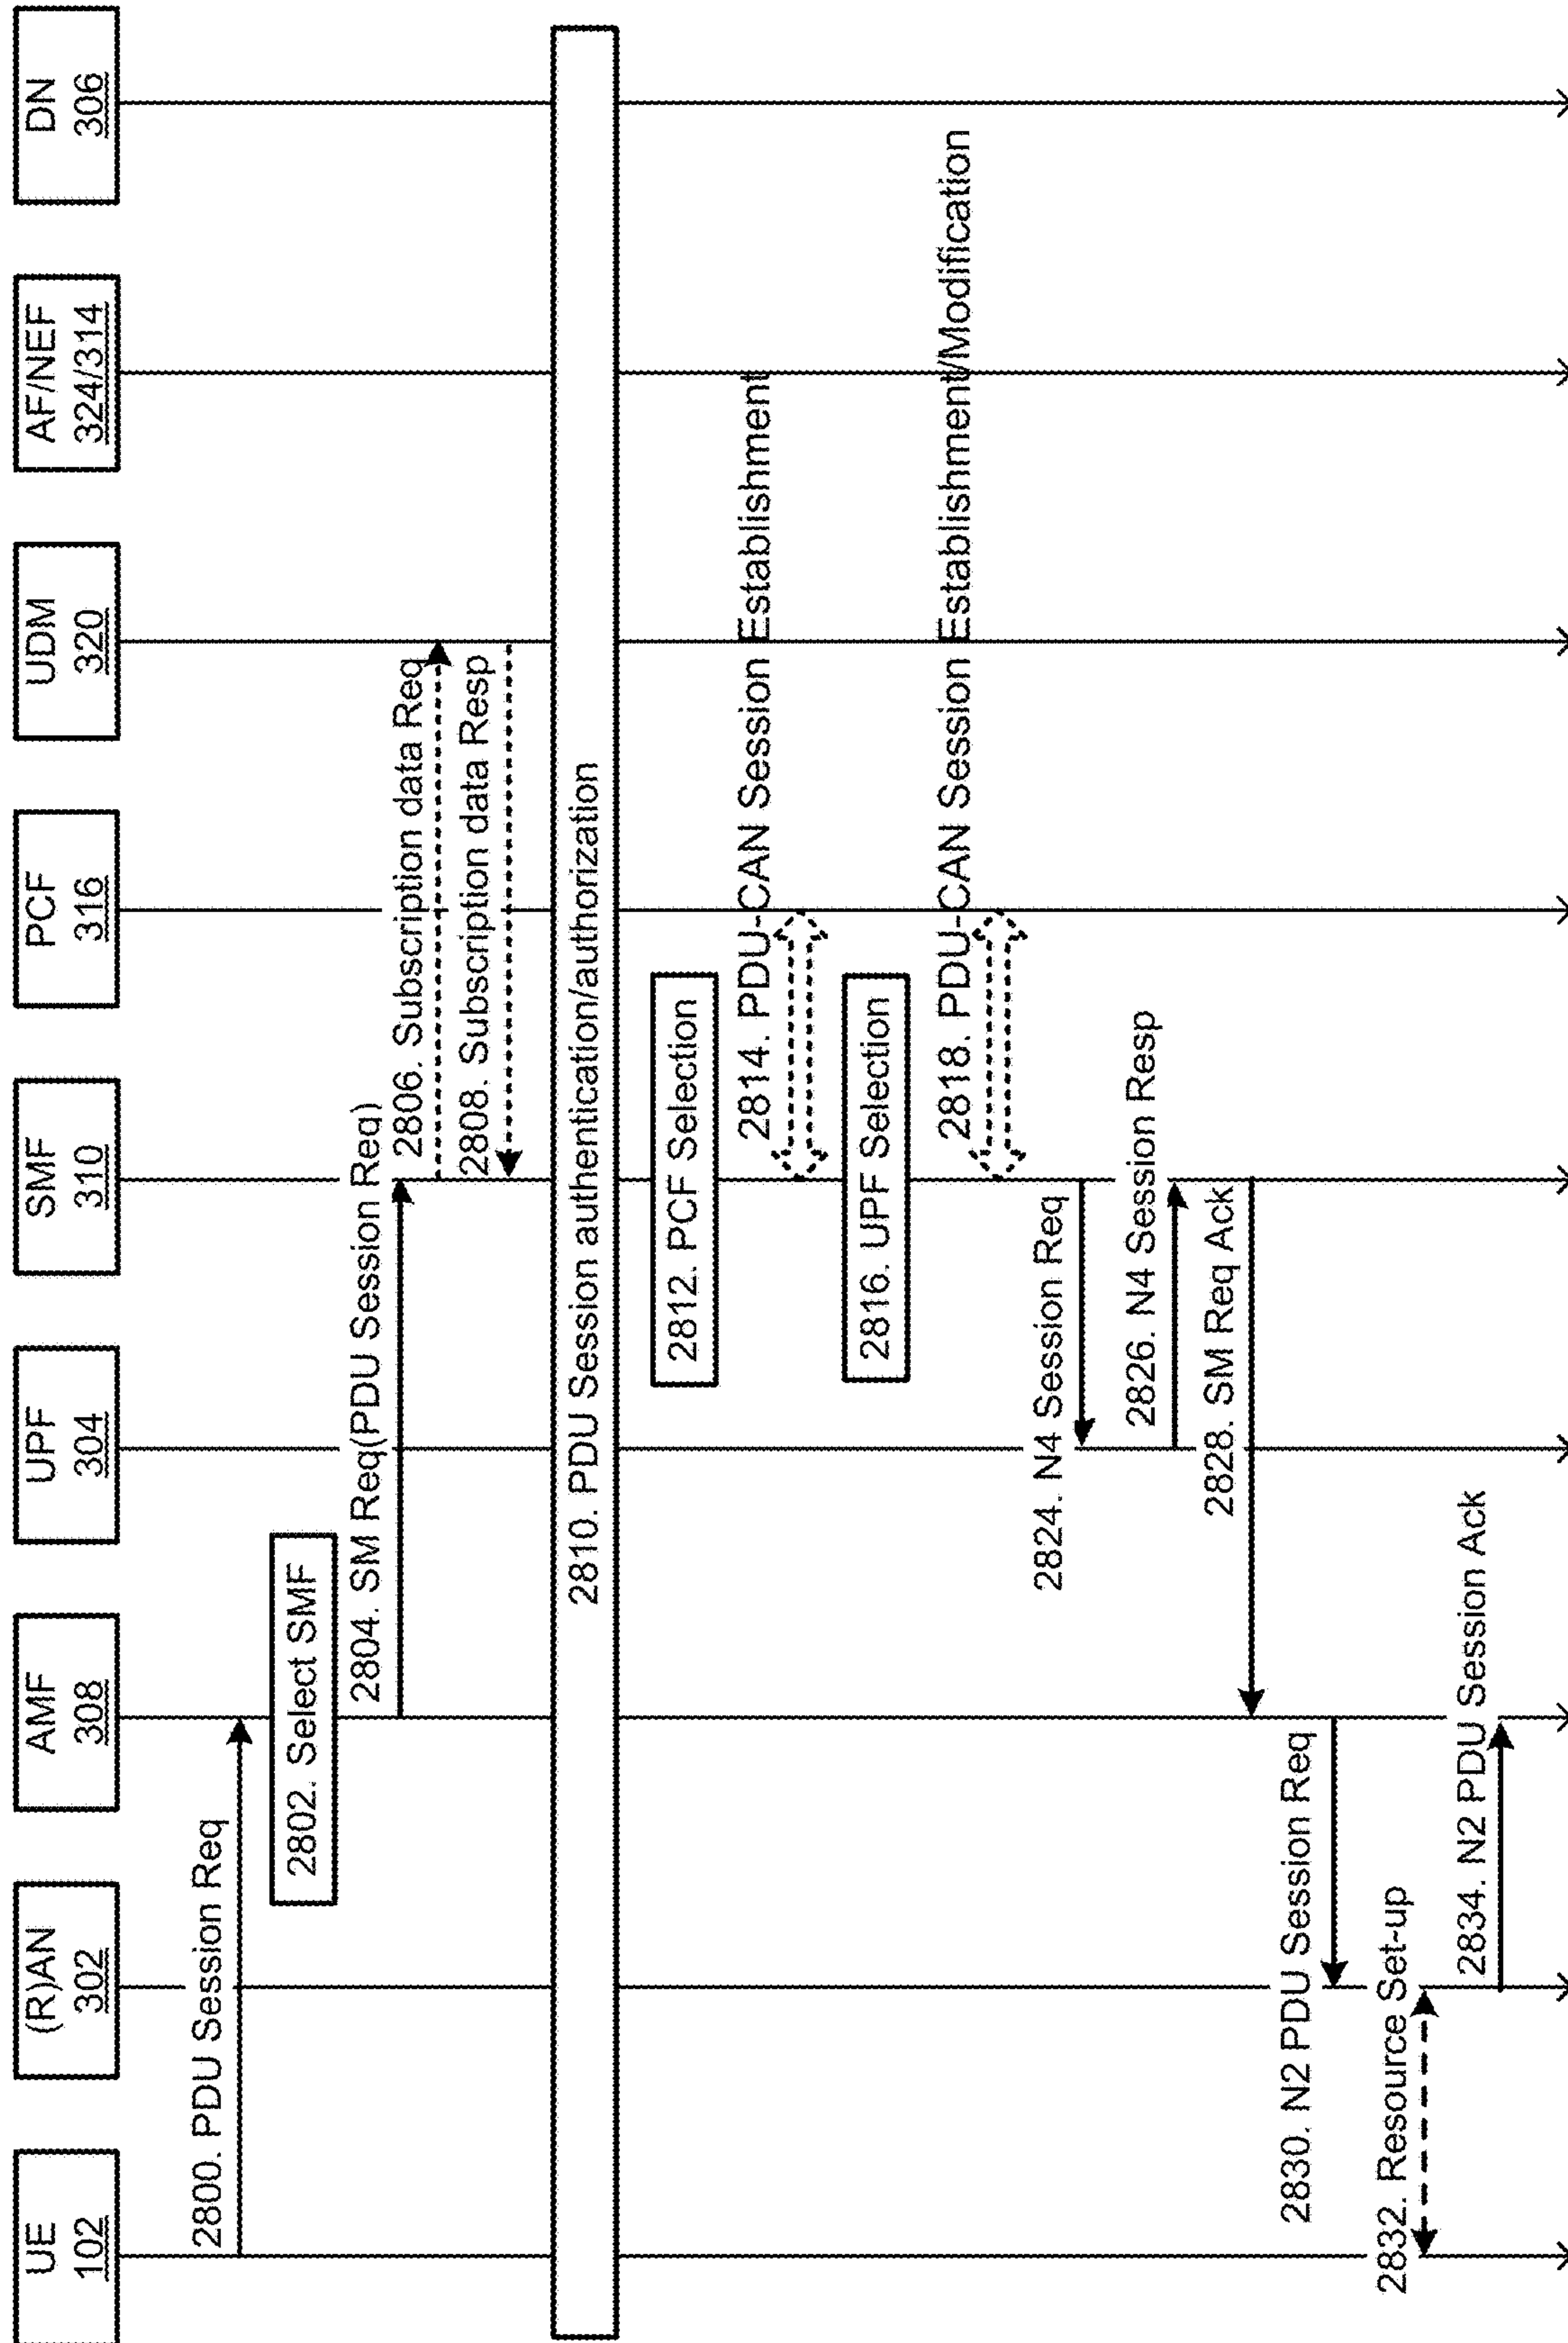 UE
102
(R)AN
302
AMF
308
UPF
304
SMF
310
PCF
316
UDM
320
AF/NEF
324/314
DN
306
2800. PDU Session Req
2802. Select SMF
2804. SM Req(PDU Session Req)
2806. Subscription data Req
2808. Subscription data Resp
2810. PDU Session authentication/authorization
2812. PCF Selection
2814. PDU-CAN Session Establishment
2816. UPF Selection
2818. PDU-CAN Session Establishment/Modification
2824. N4 Session Req
2826. N4 Session Resp
2828. SM Req Ack
2830. N2 PDU Session Req
2832. Resource Set-up
2834. N2 PDU Session Ack